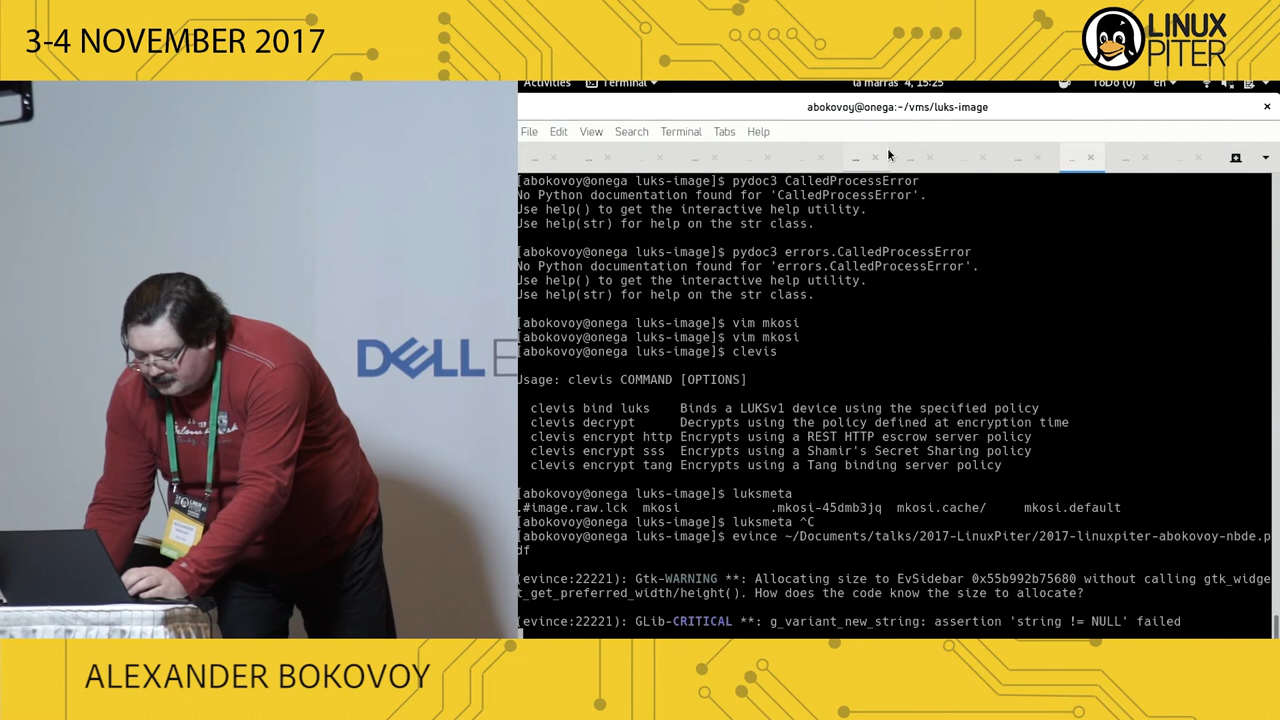 3-4 NOVEMBER 2017
LINUX
PITER
Activities Terminal la marras 4, 15:25 ToDo (0) en
abokovoy@onega:~/vms/luks-image
File Edit View Search Terminal Tabs Help
[abokovoy@onega luks-image]$ pydoc3 CalledProcessError
No Python documentation found for 'CalledProcessError'.
Use help() to get the interactive help utility.
Use help(str) for help on the str class.
[abokovoy@onega luks-image]$ pydoc3 errors.CalledProcessError
No Python documentation found for 'errors.CalledProcessError'.
Use help() to get the interactive help utility.
Use help(str) for help on the str class.
[abokovoy@onega luks-image]$ vim mkosi
[abokovoy@onega luks-image]$ vim mkosi
[abokovoy@onega luks-image]$ clevis
Usage: clevis COMMAND [OPTIONS]
clevis bind luks Binds a LUKSv1 device using the specified policy
clevis decrypt Decrypts using the policy defined at encryption time
clevis encrypt http Encrypts using a REST HTTP escrow server policy
clevis encrypt sss Encrypts using a Shamir's Secret Sharing policy
clevis encrypt tang Encrypts using a Tang binding server policy
[abokovoy@onega luks-image]$ luksmeta
.#image.raw.lck mkosi .mkosi-45dmb3jq mkosi.cache/ mkosi.default
[abokovoy@onega luks-image]$ luksmeta ^C
[abokovoy@onega luks-image]$ evince ~/Documents/talks/2017-LinuxPiter/2017-linuxpiter-abokovoy-nbde.p
df
(evince:22221): Gtk-WARNING **: Allocating size to EvSidebar 0x55b992b75680 without calling gtk_widge
t_get_preferred_width/height(). How does the code know the size to allocate?
(evince:22221): GLib-CRITICAL **: g_variant_new_string: assertion 'string != NULL' failed
DELL E
ALEXANDER BOKOVOY